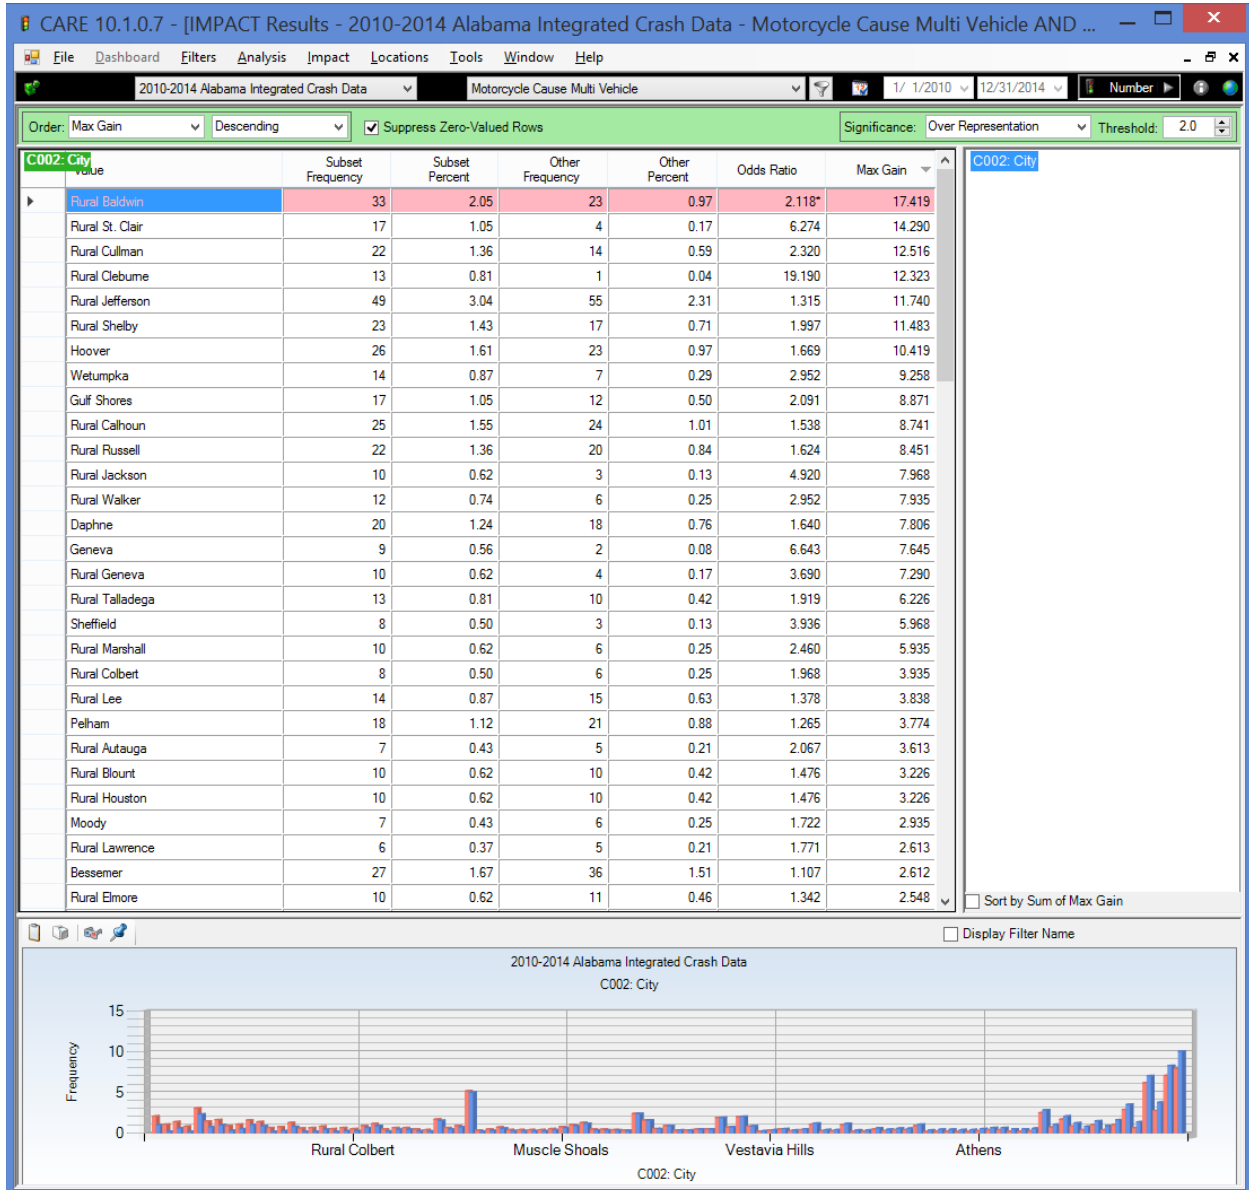 CARE 10.1.0.7 - [IMPACT Results - 2010-2014 Alabama Integrated Crash Data - Motorcycle Cause Multi Vehicle AND ...
File Dashboard Filters Analysis Impact Locations Tools Window Help
2010-2014 Alabama Integrated Crash Data Motorcycle Cause Multi Vehicle 1/ 1/2010 12/31/2014 Number
Order: Max Gain Descending Suppress Zero-Valued Rows Significance: Over Representation Threshold: 2.0
C002: City Subset Frequency Subset Percent Other Frequency Other Percent Odds Ratio Max Gain C002: City
Rural Baldwin 33 2.05 23 0.97 2.118* 17.419
Rural St. Clair 17 1.05 4 0.17 6.274 14.290
Rural Cullman 22 1.36 14 0.59 2.320 12.516
Rural Cleburne 13 0.81 1 0.04 19.190 12.323
Rural Jefferson 49 3.04 55 2.31 1.315 11.740
Rural Shelby 23 1.43 17 0.71 1.997 11.483
Hoover 26 1.61 23 0.97 1.669 10.419
Wetumpka 14 0.87 7 0.29 2.952 9.258
Gulf Shores 17 1.05 12 0.50 2.091 8.871
Rural Calhoun 25 1.55 24 1.01 1.538 8.741
Rural Russell 22 1.36 20 0.84 1.624 8.451
Rural Jackson 10 0.62 3 0.13 4.920 7.968
Rural Walker 12 0.74 6 0.25 2.952 7.935
Daphne 20 1.24 18 0.76 1.640 7.806
Geneva 9 0.56 2 0.08 6.643 7.645
Rural Geneva 10 0.62 4 0.17 3.690 7.290
Rural Talladega 13 0.81 10 0.42 1.919 6.226
Sheffield 8 0.50 3 0.13 3.936 5.968
Rural Marshall 10 0.62 6 0.25 2.460 5.935
Rural Colbert 8 0.50 6 0.25 1.968 3.935
Rural Lee 14 0.87 15 0.63 1.378 3.838
Pelham 18 1.12 21 0.88 1.265 3.774
Rural Autauga 7 0.43 5 0.21 2.067 3.613
Rural Blount 10 0.62 10 0.42 1.476 3.226
Rural Houston 10 0.62 10 0.42 1.476 3.226
Moody 7 0.43 6 0.25 1.722 2.935
Rural Lawrence 6 0.37 5 0.21 1.771 2.613
Bessemer 27 1.67 36 1.51 1.107 2.612
Rural Elmore 10 0.62 11 0.46 1.342 2.548
Sort by Sum of Max Gain
Display Filter Name
2010-2014 Alabama Integrated Crash Data
C002: City
15
10
5
0
Frequency
Rural Colbert Muscle Shoals Vestavia Hills Athens
C002: City